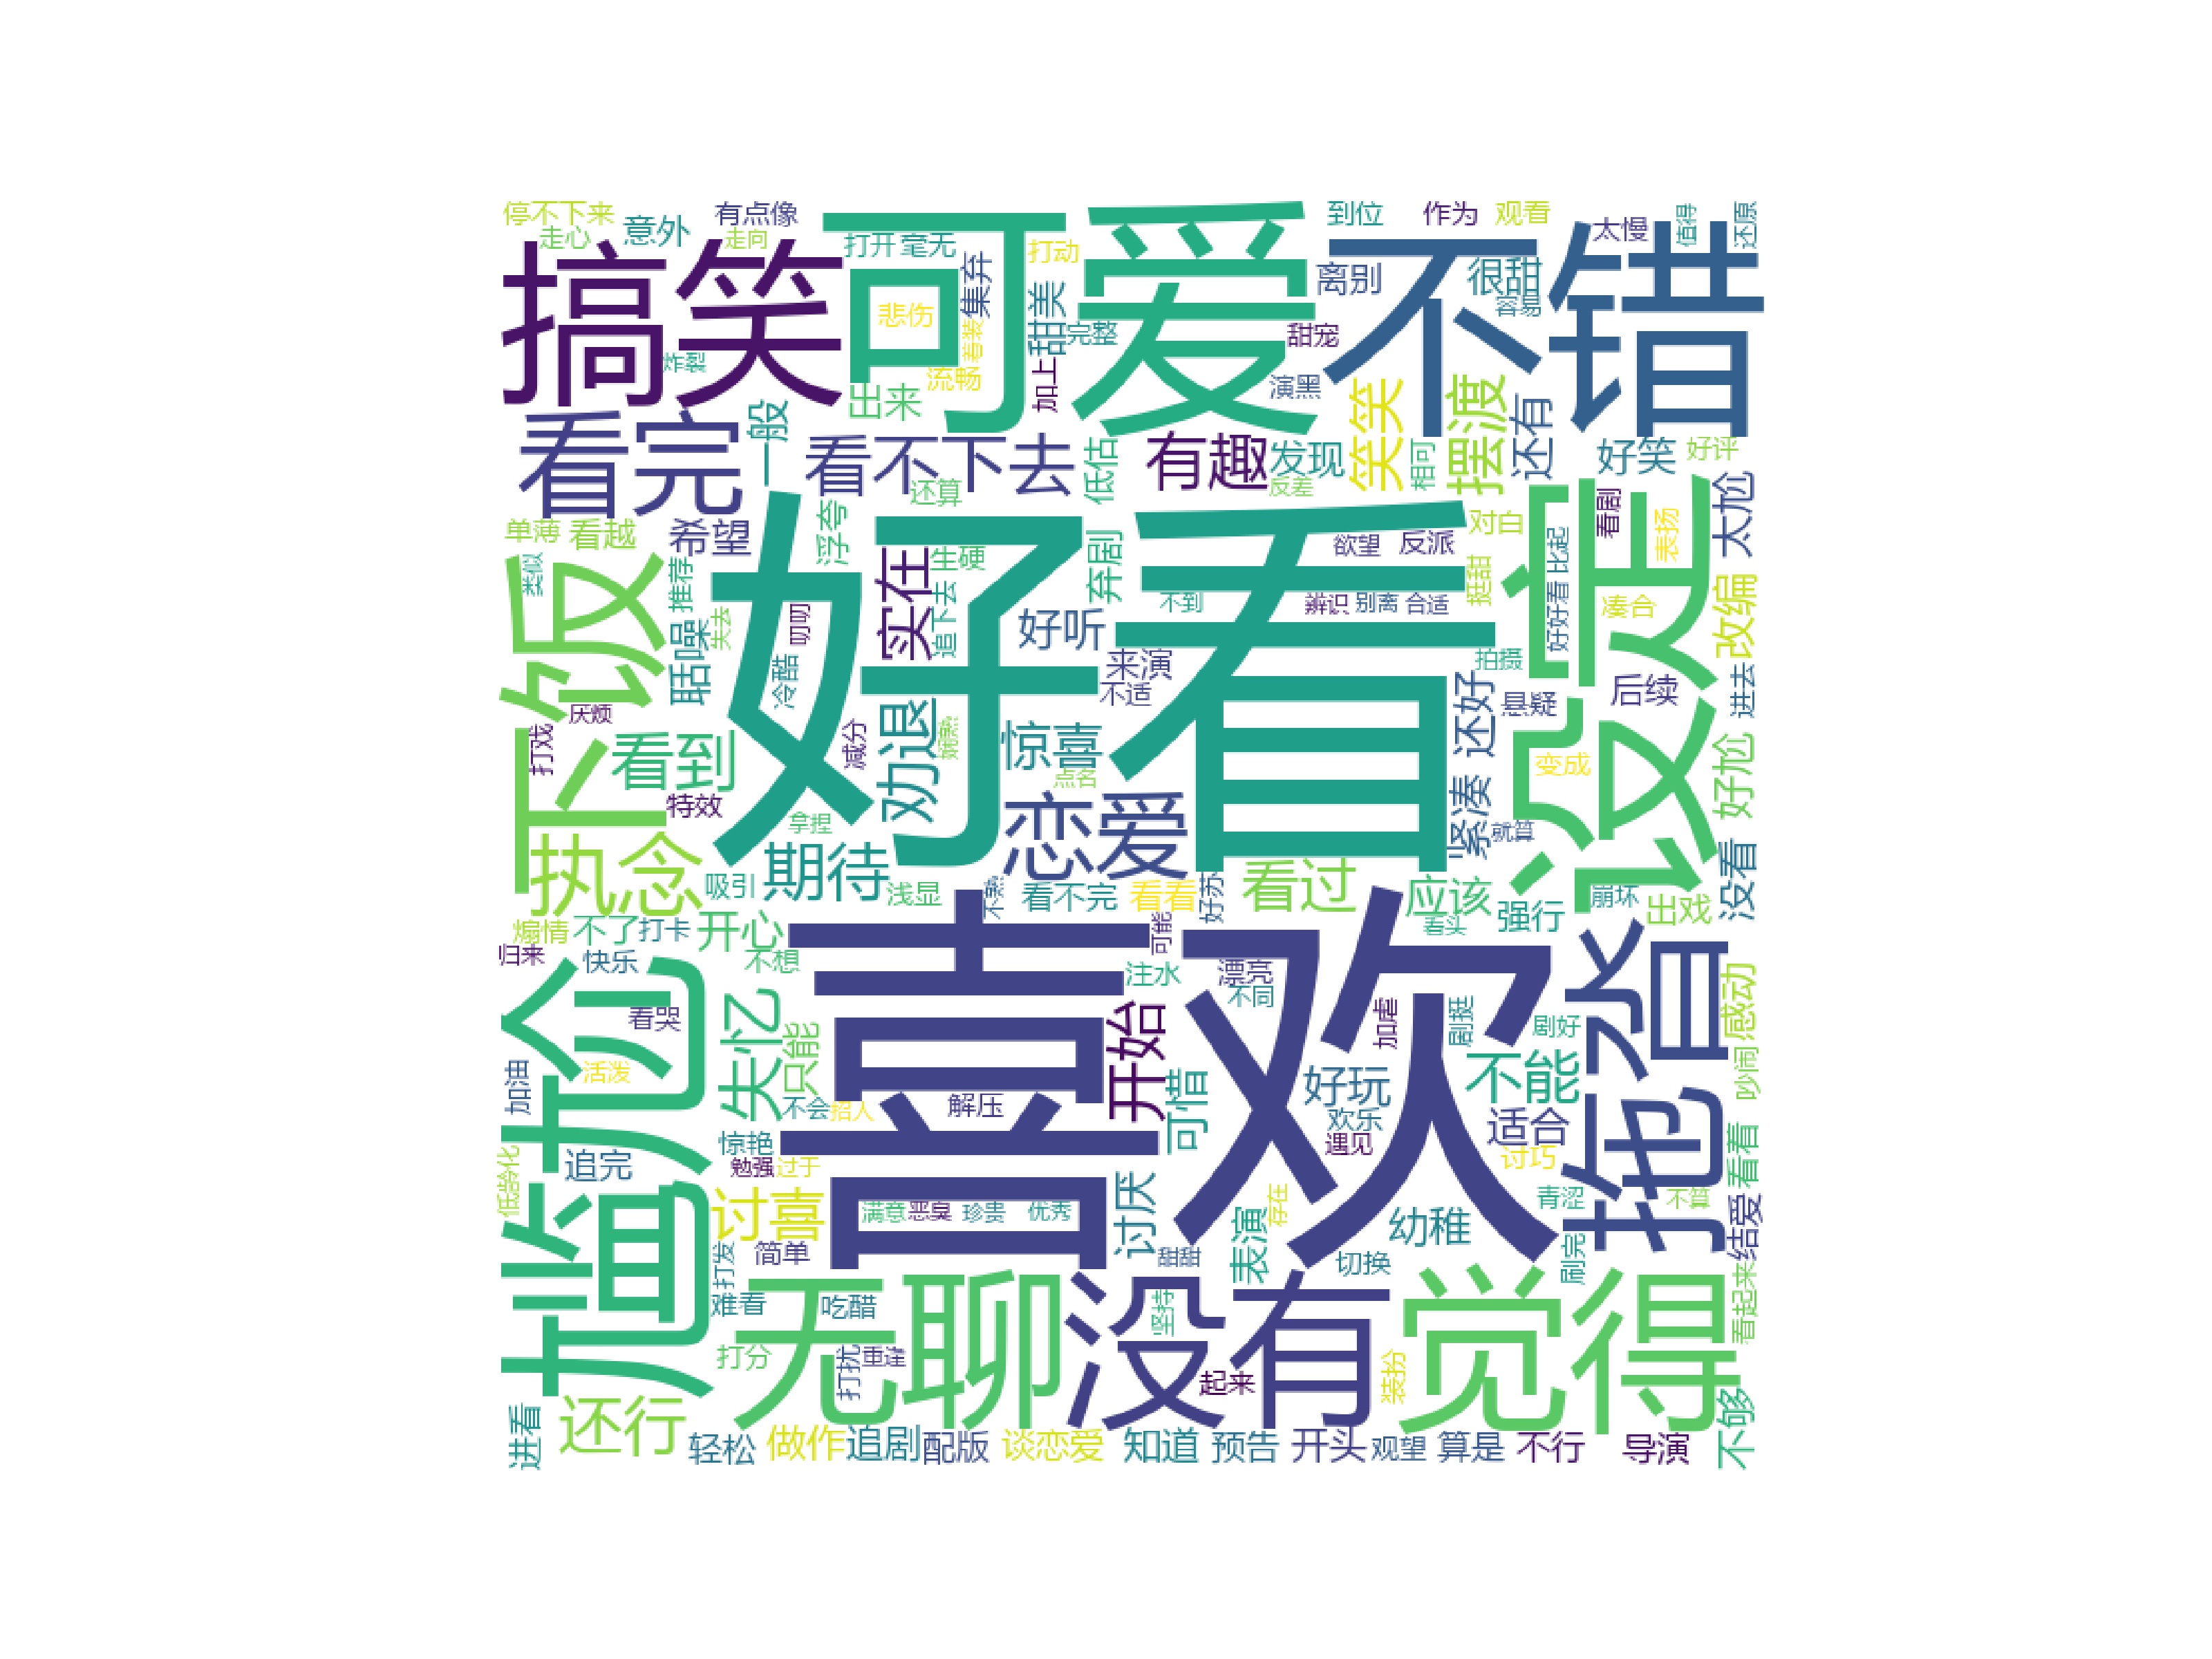 停不下来
意外
有点像
到位
作为
观看
太慢
值得
还原
走心
走向
打开
毫无
打动
搞笑
可爱
不错
集弃
离别
很甜
容易
悲伤
着装
甜美
完整
甜宠
炸裂
流畅
加上
出来
演黑
笑笑
摆渡
还有
看完
一般
看不下去
低估
有趣
发现
相可
好笑
好评
还算
反差
太尬
单薄
看越
希望
浮夸
生硬
好看
欲望
反派
对白
看剧
表扬
设定
类似
推荐
实在
追下去
弃剧
不到
辨识
别离
合适
挺甜
好好看
比起
凑合
改编
下饭
聒噪
失去
叨叨
冷酷
好听
来演
不适
拍摄
后续
进去
厌烦
打戏
看到
减分
劝退
娴熟
惊喜
还好
悬疑
变成
好尬
特效
点名
拿捏
恋爱
紧凑
就算
执念
期待
吸引
浅显
不熟
看不完
看看
好苏
看过
应该
强行
崩坏
出戏
没看
看头
煽情
不了
打卡
开心
可能
归来
快乐
不想
喜欢
注水
漂亮
不同
拖沓
尴尬
看哭
失忆
只能
开始
加虐
剧挺
剧好
感动
加油
活泼
解压
可惜
好玩
不能
吵闹
不会
招人
欢乐
适合
低龄化
追完
惊艳
勉强
过于
遇见
讨巧
看着
讨喜
满意
恶臭
珍贵
优秀
讨厌
存在
表演
幼稚
青涩
不算
结爱
打发
简单
甜甜
切换
刷完
难看
吃醋
无聊
没有
坚持
觉得
看起来
打分
打扰
重逢
起来
装扮
进看
还行
轻松
做作
追剧
配版
谈恋爱
知道
预告
开头
观望
算是
不行
导演
不够